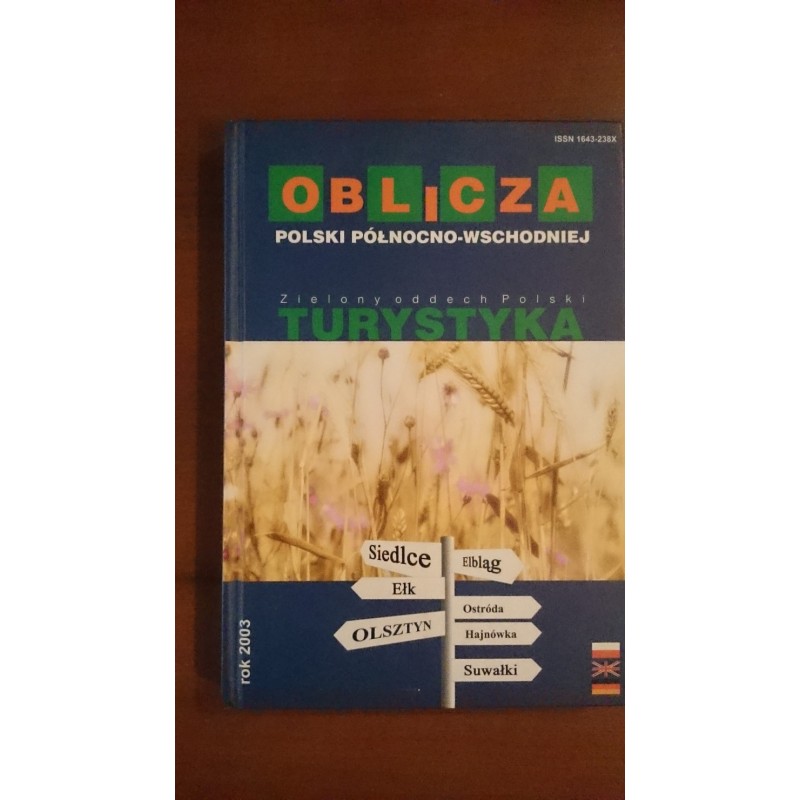 ISSN 1643-238X
OBLICZA
POLSKI PÓŁNOCNO-WSCHODNIEJ
Zielony oddech Polski
TURYSTYKA
Siedlce
Elbląg
Ełk
Ostróda
OLSZTYN
Hajnówka
Suwałki
rok 2003